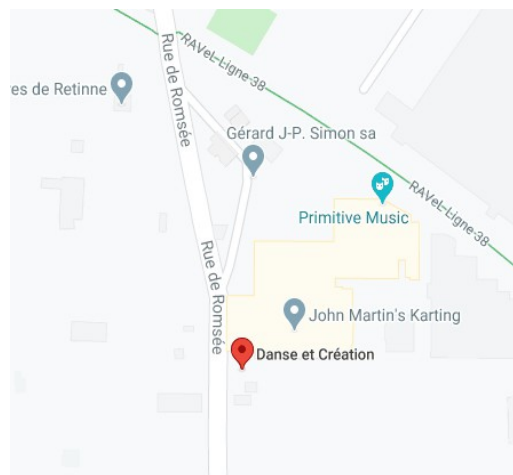 RAVeL-Ligne 38
es de Retinne
Rue de Romsée
Gérard J-P. Simon sa
RAVeL-Ligne 38
Primitive Music
Rue de Romsée
John Martin's Karting
Danse et Création